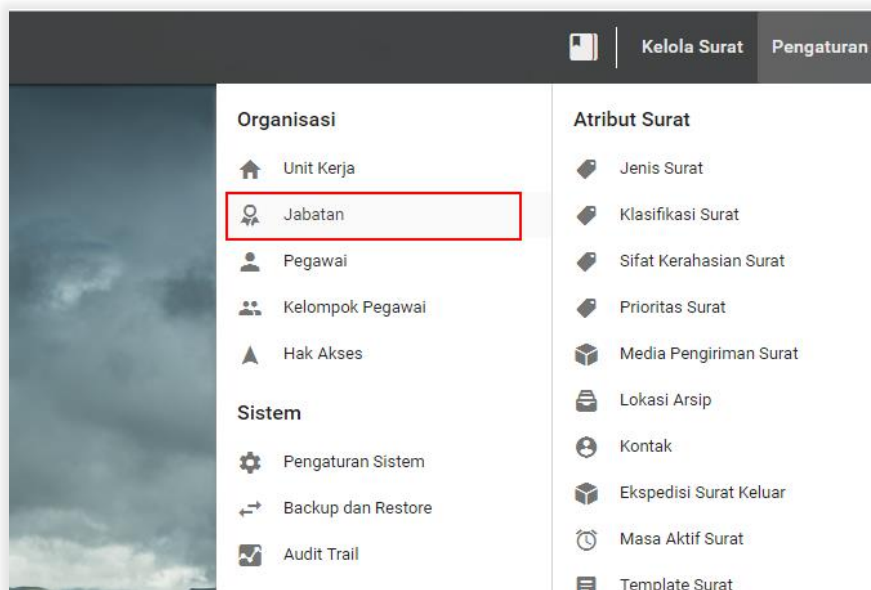 Kelola Surat
Pengaturan
Organisasi
Unit Kerja
Jabatan
Pegawai
Kelompok Pegawai
Hak Akses
Sistem
Pengaturan Sistem
Backup dan Restore
Audit Trail
Atribut Surat
Jenis Surat
Klasifikasi Surat
Sifat Kerahasian Surat
Prioritas Surat
Media Pengiriman Surat
Lokasi Arsip
Kontak
Ekspedisi Surat Keluar
Masa Aktif Surat
Template Surat